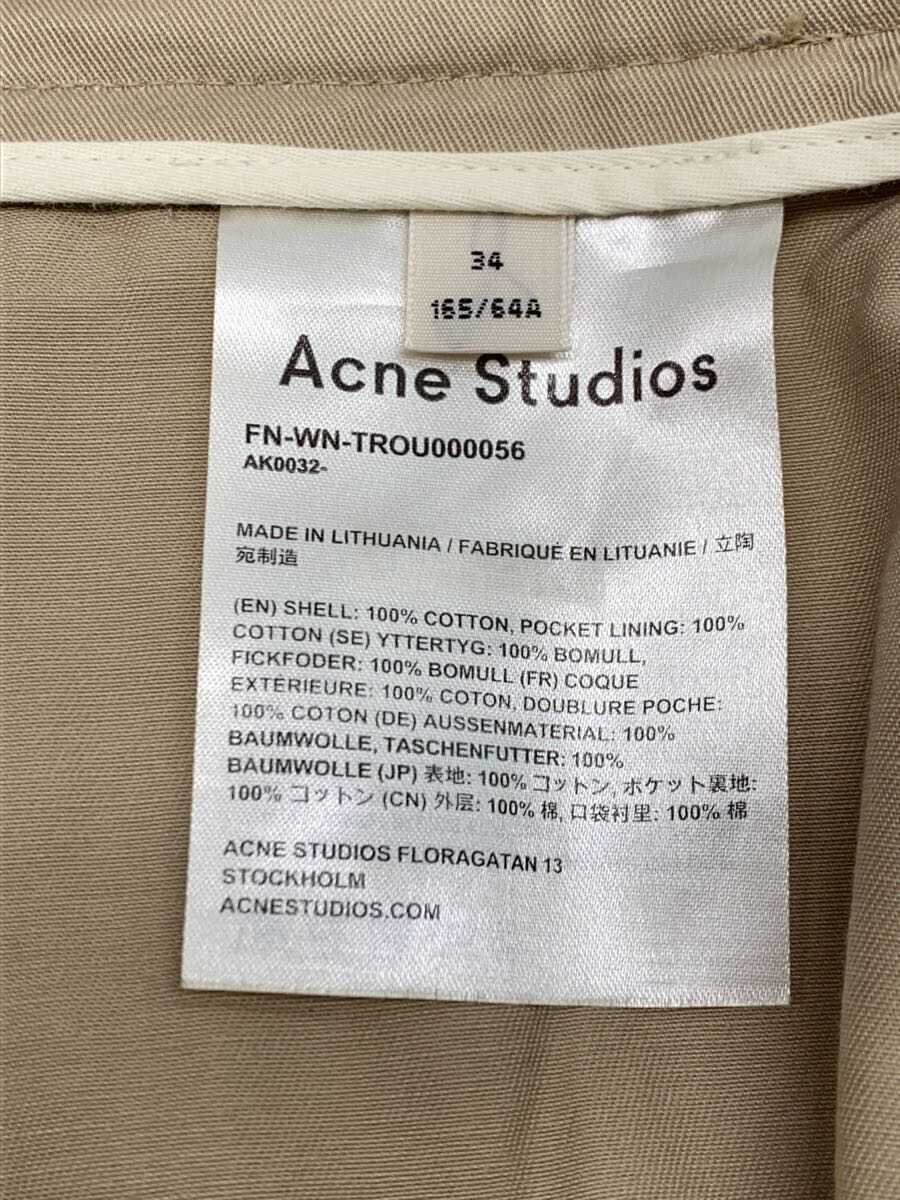 34
165/64A
Acne Studios
FN-WN-TROU000056
AK0032-
MADE IN LITHUANIA / FABRIQUÉ EN LITUANIE / 立陶
宛制造
(EN) SHELL: 100% COTTON, POCKET LINING: 100%
COTTON (SE) YTTERTYG: 100% BOMULL,
FICKFODER: 100% BOMULL (FR) COQUE
EXTÉRIEURE: 100% COTON, DOUBLURE POCHE:
100% COTON (DE) AUSSENMATERIAL: 100%
BAUMWOLLE, TASCHENFUTTER: 100%
BAUMWOLLE (JP) 表地: 100% コットン, ポケット裏地:
100% コットン (CN) 外层: 100% 棉, 口袋衬里: 100% 棉
ACNE STUDIOS FLORAGATAN 13
STOCKHOLM
ACNESTUDIOS.COM